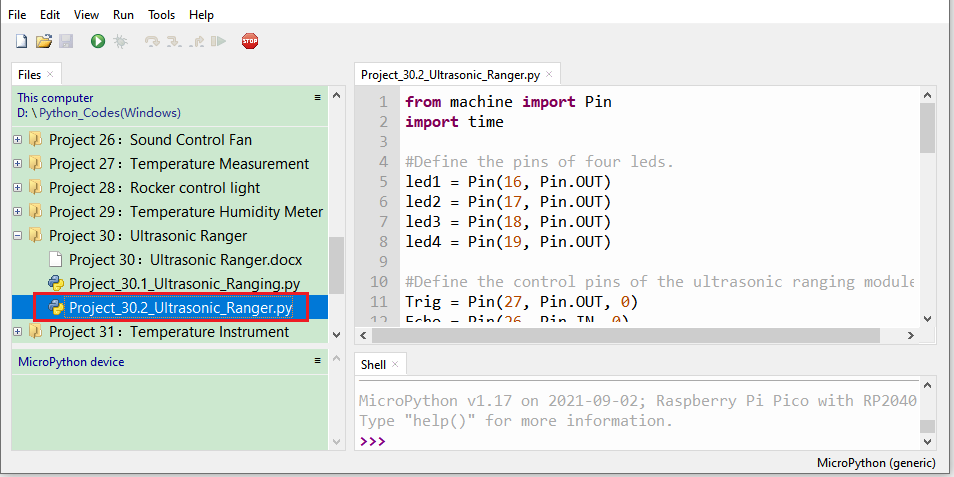 File Edit View Run Tools Help
STOP
Files
This computer
D: \ Python_Codes(Windows)
Project 26：Sound Control Fan
Project 27：Temperature Measurement
Project 28：Rocker control light
Project 29：Temperature Humidity Meter
Project 30：Ultrasonic Ranger
Project 30：Ultrasonic Ranger.docx
Project_30.1_Ultrasonic_Ranging.py
Project_30.2_Ultrasonic_Ranger.py
Project 31：Temperature Instrument
MicroPython device
Project_30.2_Ultrasonic_Ranger.py
1 from machine import Pin
2 import time
3
4 #Define the pins of four leds.
5 led1 = Pin(16, Pin.OUT)
6 led2 = Pin(17, Pin.OUT)
7 led3 = Pin(18, Pin.OUT)
8 led4 = Pin(19, Pin.OUT)
9
10 #Define the control pins of the ultrasonic ranging module
11 Trig = Pin(27, Pin.OUT, 0)
12 Echo = Pin(26, Pin.IN, 0)
Shell
MicroPython v1.17 on 2021-09-02; Raspberry Pi Pico with RP2040
Type "help()" for more information.
>>>
MicroPython (generic)